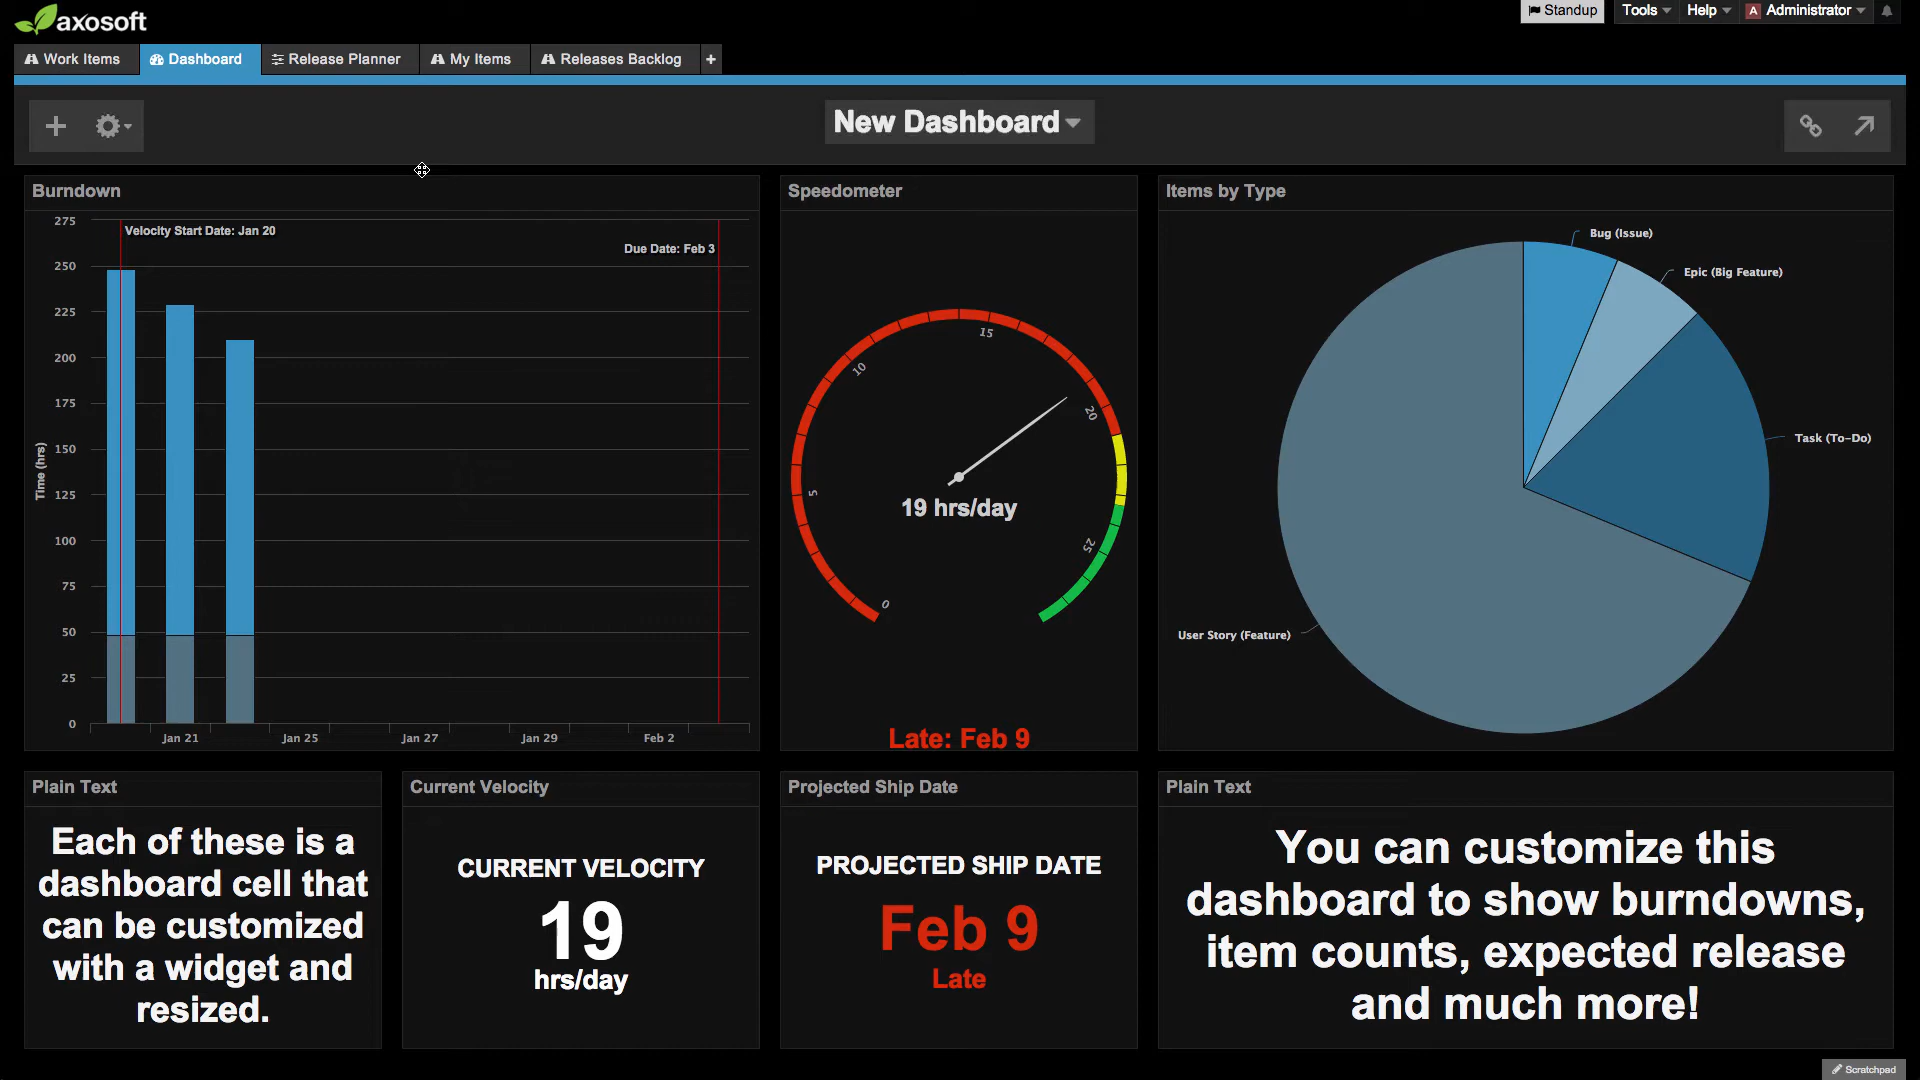 axosoft
Standup
Tools
Help
A Administrator
Work Items
Dashboard
Release Planner
My Items
Releases Backlog
+
New Dashboard
Burndown
275
250
225
200
175
150
125
100
75
50
25
0
Time (hrs)
Velocity Start Date: Jan 20
Due Date: Feb 3
Jan 21
Jan 25
Jan 27
Jan 29
Feb 2
Speedometer
0
5
10
15
20
25
19 hrs/day
Late: Feb 9
Items by Type
Bug (Issue)
Epic (Big Feature)
Task (To-Do)
User Story (Feature)
Plain Text
Each of these is a
dashboard cell that
can be customized
with a widget and
resized.
Current Velocity
CURRENT VELOCITY
19
hrs/day
Projected Ship Date
PROJECTED SHIP DATE
Feb 9
Late
Plain Text
You can customize this
dashboard to show burndowns,
item counts, expected release
and much more!
Scratchpad